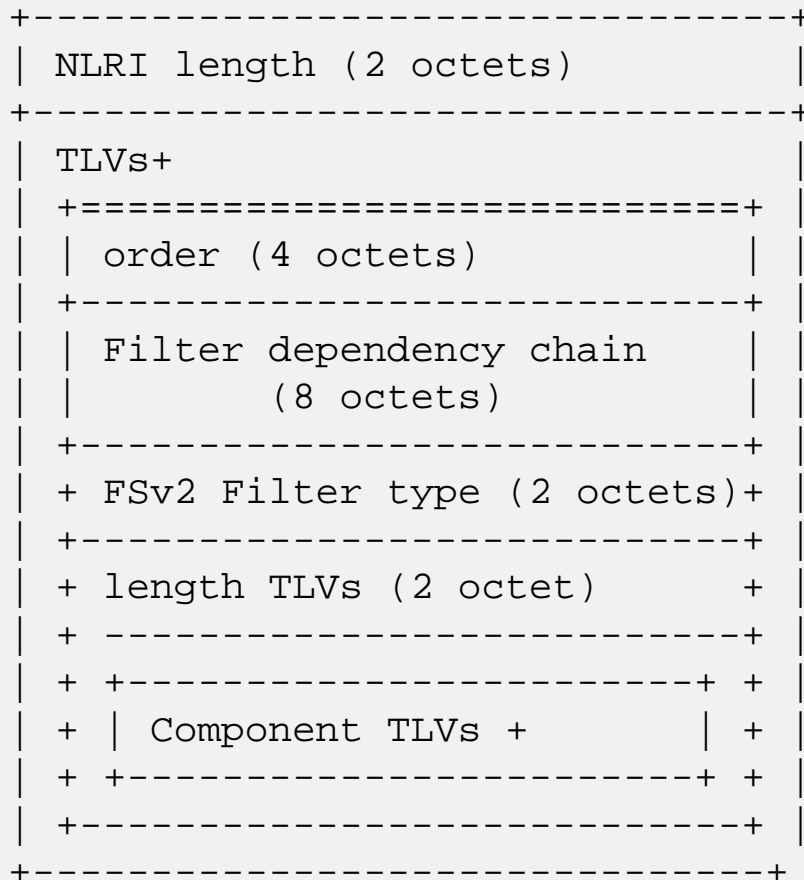 +--------------------------------+
| NLRI length (2 octets)         |
+--------------------------------+
| TLVs+                          |
| +============================+ |
| | order (4 octets)           | |
| +----------------------------+ |
| | Filter dependency chain    | |
| |        (8 octets)          | |
| +----------------------------+ |
| + FSv2 Filter type (2 octets)+ |
| +----------------------------+ |
| + length TLVs (2 octet)      + |
| + ---------------------------+ |
| + +------------------------+ + |
| + | Component TLVs +       | + |
| + +------------------------+ + |
| +----------------------------+ |
+-------------------------------+